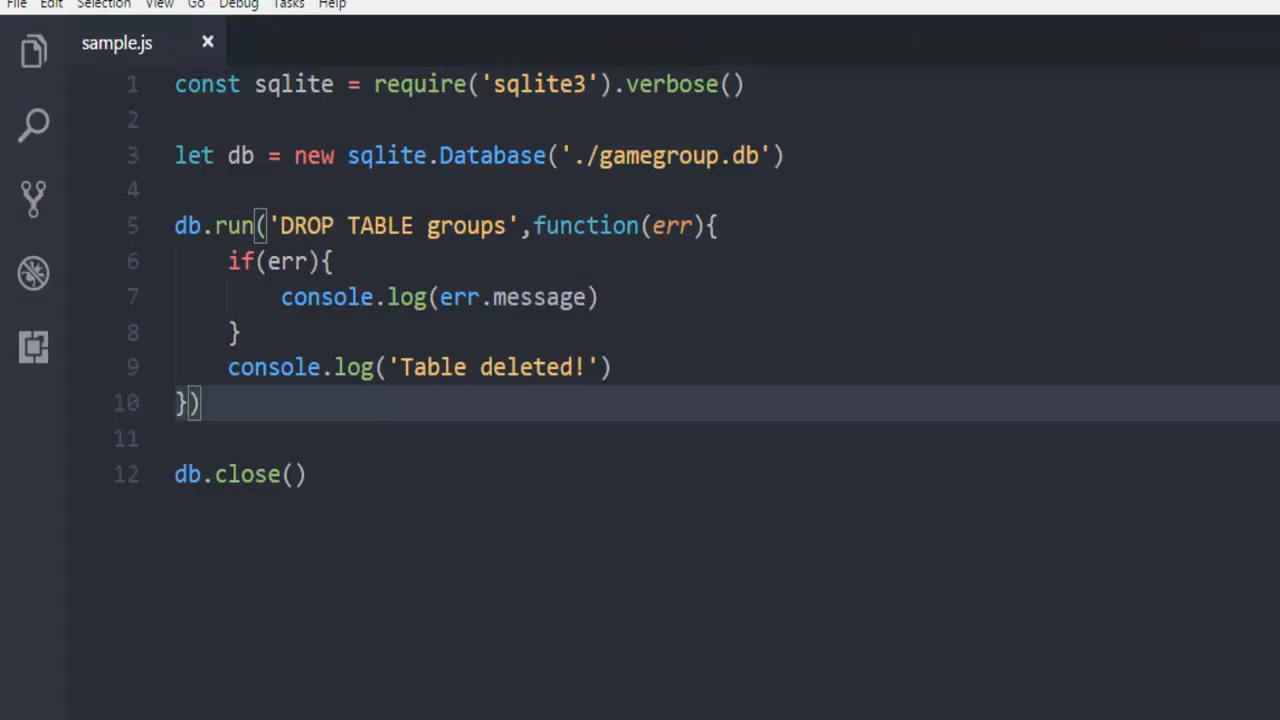 File Edit Selection View Go Debug Tasks Help
sample.js ×
1 const sqlite = require('sqlite3').verbose()
2
3 let db = new sqlite.Database('./gamegroup.db')
4
5 db.run('DROP TABLE groups',function(err){
6     if(err){
7         console.log(err.message)
8     }
9     console.log('Table deleted!')
10 })
11
12 db.close()